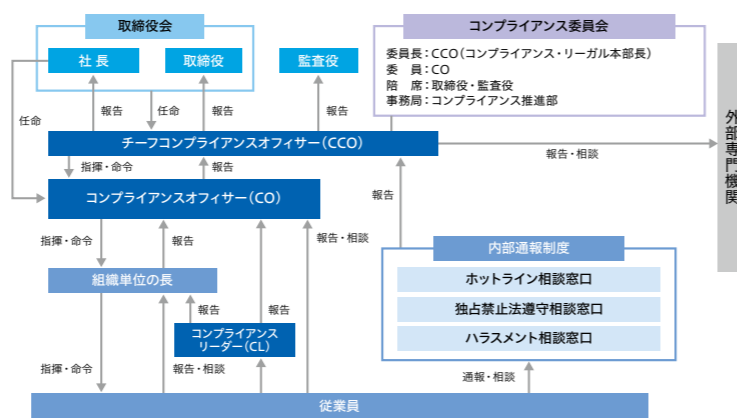 取締役会
社 長
取締役
監査役
コンプライアンス委員会
委員長：CCO（コンプライアンス・リーガル本部長）
委　員：CO
陪　席：取締役・監査役
事務局：コンプライアンス推進部
外部専門機関
任命
報告
任命
報告
報告
チーフコンプライアンスオフィサー（CCO）
報告・相談
指揮・命令
報告
コンプライアンスオフィサー（CO）
報告
指揮・命令
報告
報告・相談
内部通報制度
組織単位の長
ホットライン相談窓口
独占禁止法遵守相談窓口
ハラスメント相談窓口
報告
報告
コンプライアンス
リーダー（CL）
指揮・命令
報告・相談
通報・相談
従業員